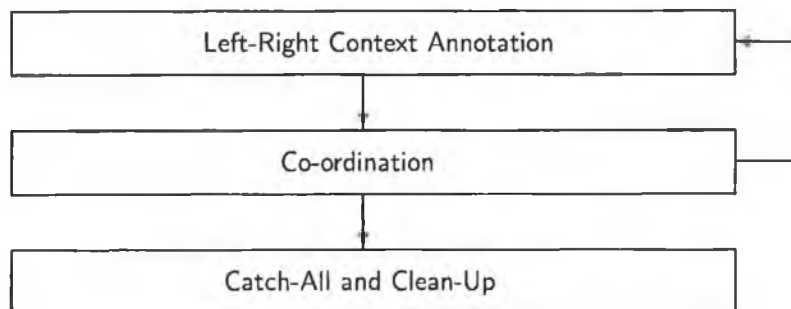 Left-Right Context Annotation
Co-ordination
Catch-All and Clean-Up